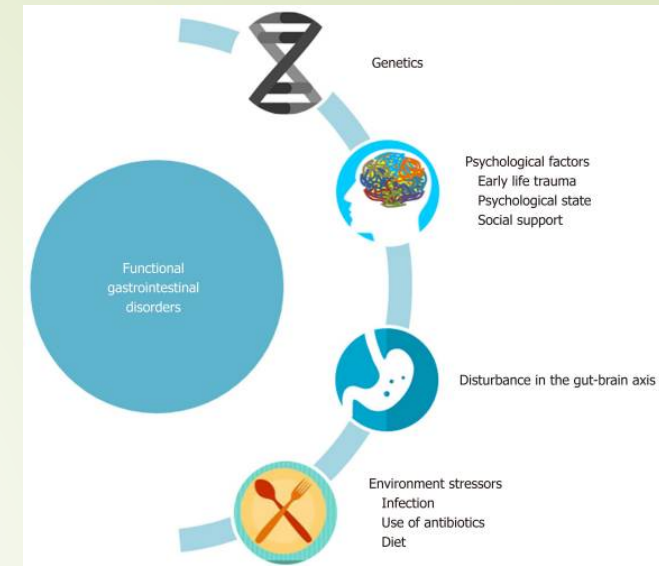 Genetics
Psychological factors
Early life trauma
Psychological state
Social support
Functional
gastrointestinal
disorders
Disturbance in the gut-brain axis
Environment stressors
Infection
Use of antibiotics
Diet